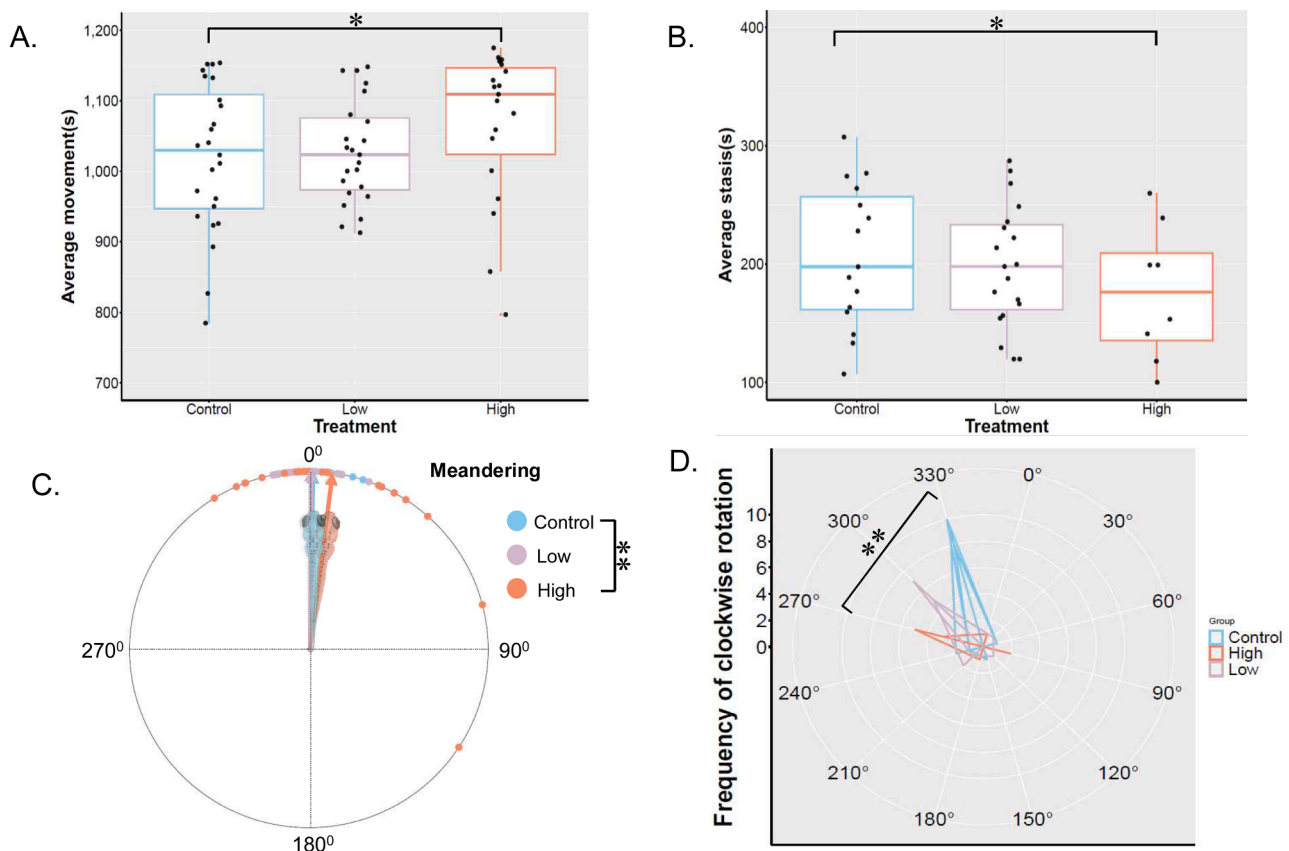 A.
*
1,200
1,100
1,000
900
800
700
Average movement(s)
Control Low High
Treatment
B.
*
400
300
200
100
Average stasis(s)
Control Low High
Treatment
C.
Meandering
0⁰
90⁰
180⁰
270⁰
Control
Low
High
**
D.
Frequency of clockwise rotation
10
8
6
4
2
0
**
0°
30°
60°
90°
120°
150°
180°
210°
240°
270°
300°
330°
Group
Control
High
Low